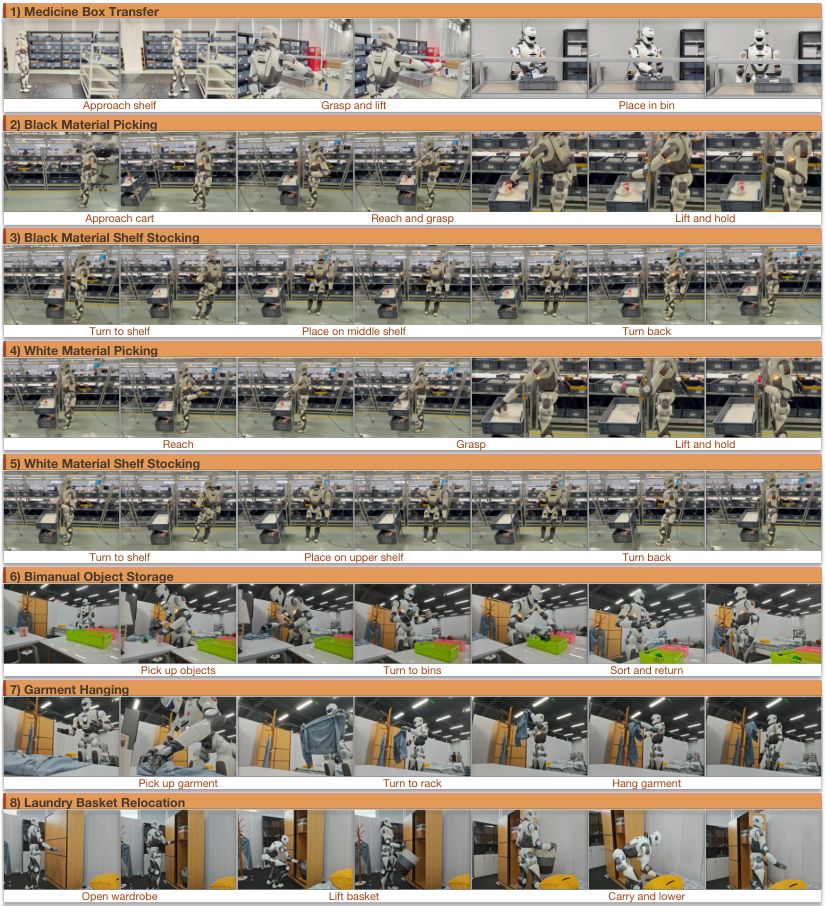 1) Medicine Box Transfer
Approach shelf Grasp and lift Place in bin
2) Black Material Picking
Approach cart Reach and grasp Lift and hold
3) Black Material Shelf Stocking
Turn to shelf Place on middle shelf Turn back
4) White Material Picking
Reach Grasp Lift and hold
5) White Material Shelf Stocking
Turn to shelf Place on upper shelf Turn back
6) Bimanual Object Storage
Pick up objects Turn to bins Sort and return
7) Garment Hanging
Pick up garment Turn to rack Hang garment
8) Laundry Basket Relocation
Open wardrobe Lift basket Carry and lower